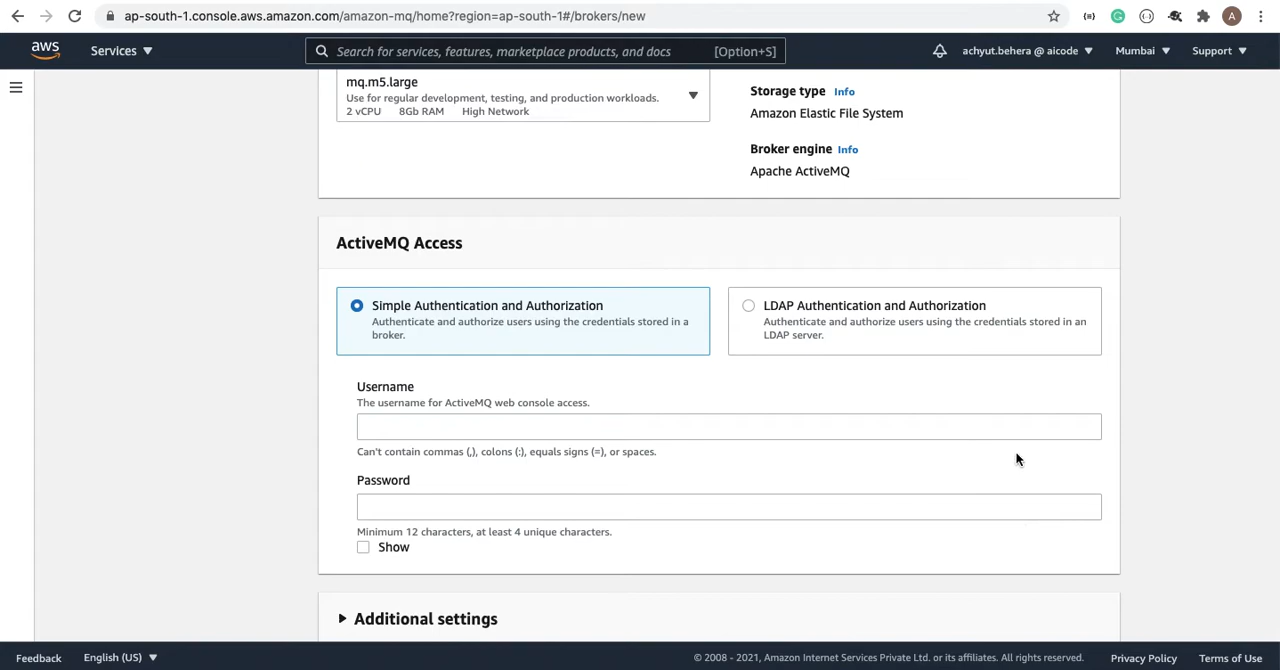 ap-south-1.console.aws.amazon.com/amazon-mq/home?region=ap-south-1#/brokers/new
A
aws
Services
Search for services, features, marketplace products, and docs [Option+S]
achyut.behera @ aicode
Mumbai
Support
mq.m5.large
Use for regular development, testing, and production workloads.
2 vCPU 8Gb RAM High Network
Storage type Info
Amazon Elastic File System
Broker engine Info
Apache ActiveMQ
ActiveMQ Access
Simple Authentication and Authorization
Authenticate and authorize users using the credentials stored in a
broker.
LDAP Authentication and Authorization
Authenticate and authorize users using the credentials stored in an
LDAP server.
Username
The username for ActiveMQ web console access.
Can't contain commas (,), colons (:), equals signs (=), or spaces.
Password
Minimum 12 characters, at least 4 unique characters.
Show
Additional settings
Feedback
English (US)
© 2008 - 2021, Amazon Internet Services Private Ltd. or its affiliates. All rights reserved.
Privacy Policy
Terms of Use